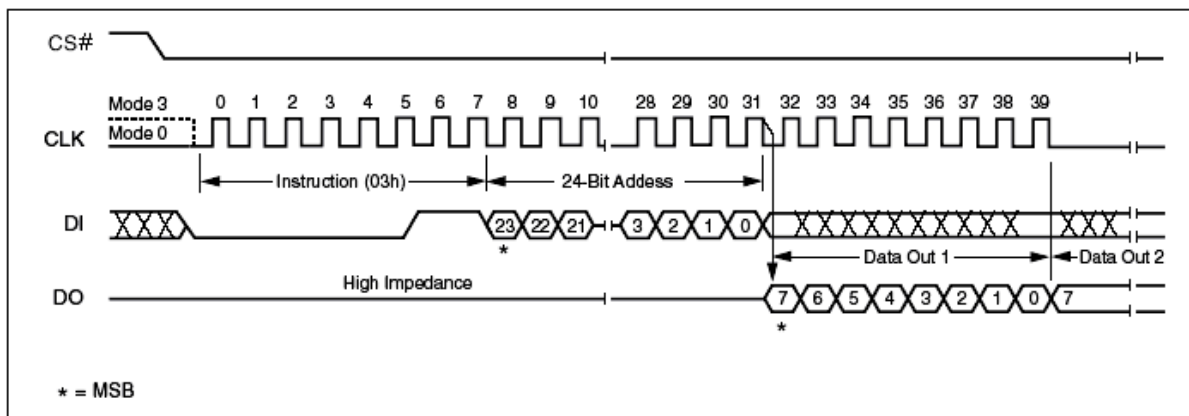 CS#
Mode 3
0 1 2 3 4 5 6 7 8 9 10 28 29 30 31 32 33 34 35 36 37 38 39
CLK
Mode 0
Instruction (03h)
24-Bit Addess
DI
23 22 21 3 2 1 0
*
Data Out 1
Data Out 2
High Impedance
DO
7 6 5 4 3 2 1 0 7
*
* = MSB